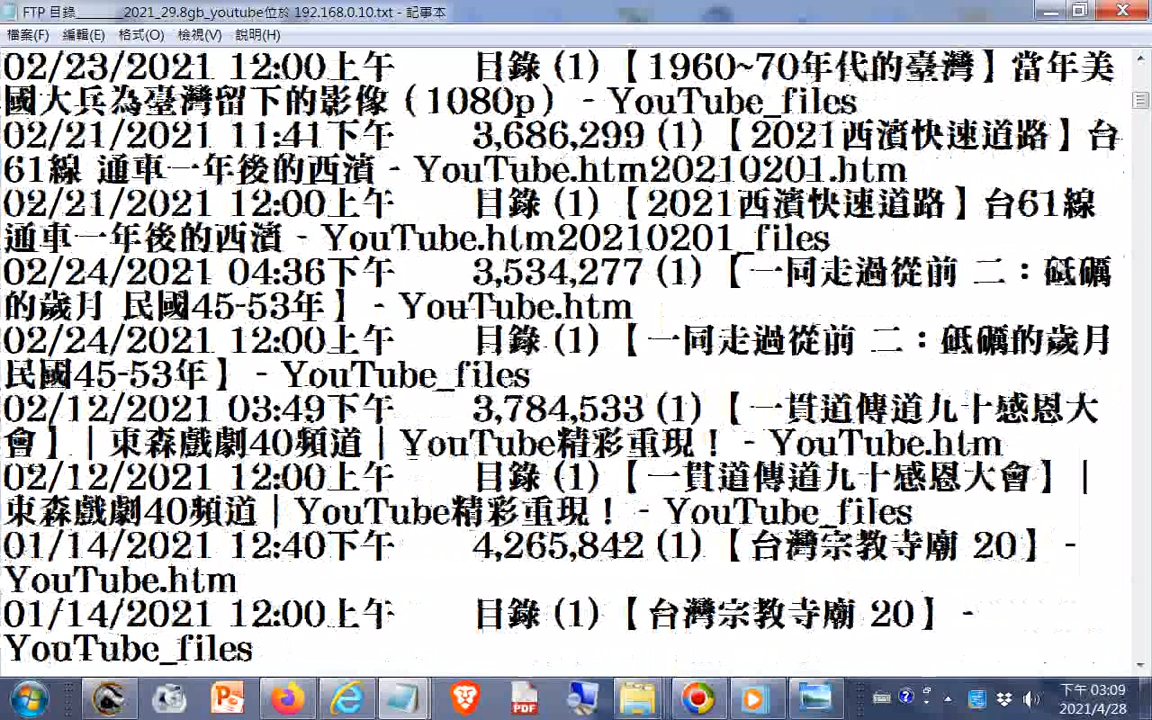 FTP 目錄_______2021_29.8gb_youtube位於 192.168.0.10.txt - 記事本
檔案(F) 編輯(E) 格式(O) 檢視(V) 說明(H)
02/23/2021 12:00上午 目錄 (1) 【1960~70年代的臺灣】當年美
國大兵為臺灣留下的影像（1080p） - YouTube_files
02/21/2021 11:41下午 3,686,299 (1) 【2021西濱快速道路】台
61線 通車一年後的西濱 - YouTube.htm20210201.htm
02/21/2021 12:00上午 目錄 (1) 【2021西濱快速道路】台61線
通車一年後的西濱 - YouTube.htm20210201_files
02/24/2021 04:36下午 3,534,277 (1) 【一同走過從前 二：砥礪
的歲月 民國45-53年】 - YouTube.htm
02/24/2021 12:00上午 目錄 (1) 【一同走過從前 二：砥礪的歲月
民國45-53年】 - YouTube_files
02/12/2021 03:49下午 3,784,533 (1) 【一貫道傳道九十感恩大
會】｜東森戲劇40頻道｜YouTube精彩重現！ - YouTube.htm
02/12/2021 12:00上午 目錄 (1) 【一貫道傳道九十感恩大會】｜
東森戲劇40頻道｜YouTube精彩重現！ - YouTube_files
01/14/2021 12:40下午 4,265,842 (1) 【台灣宗教寺廟 20】 -
YouTube.htm
01/14/2021 12:00上午 目錄 (1) 【台灣宗教寺廟 20】 -
YouTube_files
PDF
下午 03:09
2021/4/28